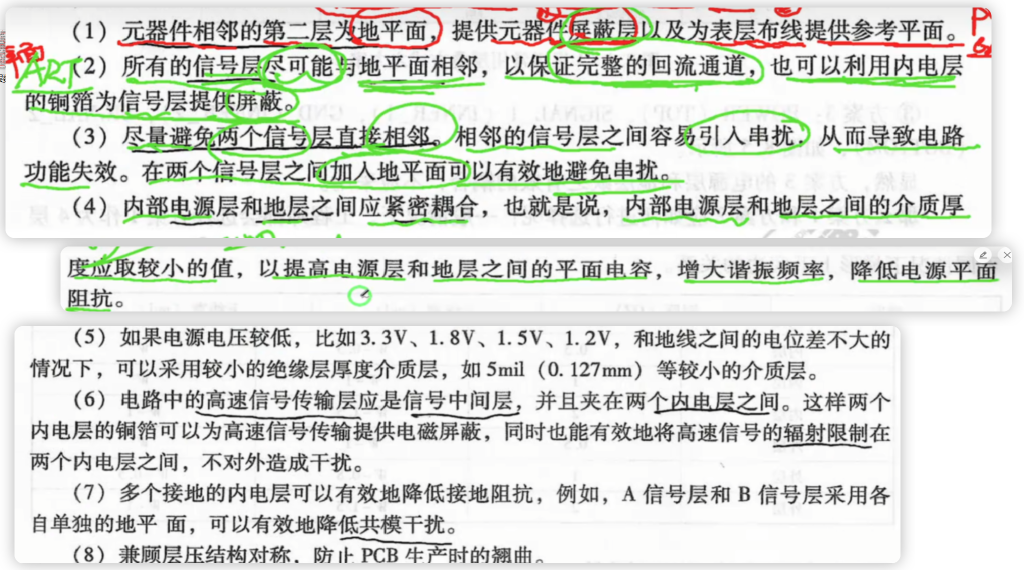 (1) 元器件相邻的第二层为地平面，提供元器件屏蔽层以及为表层布线提供参考平面。
ART
(2) 所有的信号层尽可能与地平面相邻，以保证完整的回流通道，也可以利用内电层
的铜箔为信号层提供屏蔽。
(3) 尽量避免两个信号层直接相邻。相邻的信号层之间容易引入串扰，从而导致电路
功能失效。在两个信号层之间加入地平面可以有效地避免串扰。
(4) 内部电源层和地层之间应紧密耦合，也就是说，内部电源层和地层之间的介质厚
度应取较小的值，以提高电源层和地层之间的平面电容，增大谐振频率，降低电源平面
阻抗。
(5) 如果电源电压较低，比如3.3V、1.8V、1.5V、1.2V，和地线之间的电位差不大的
情况下，可以采用较小的绝缘层厚度介质层，如5mil（0.127mm）等较小的介质层。
(6) 电路中的高速信号传输层应是信号中间层，并且夹在两个内电层之间。这样两个
内电层的铜箔可以为高速信号传输提供电磁屏蔽，同时也能有效地将高速信号的辐射限制在
两个内电层之间，不对外造成干扰。
(7) 多个接地的内电层可以有效地降低接地阻抗，例如，A 信号层和 B 信号层采用各
自单独的地平 面，可以有效地降低共模干扰。
(8) 兼顾层压结构对称，防止 PCB 生产时的翘曲。